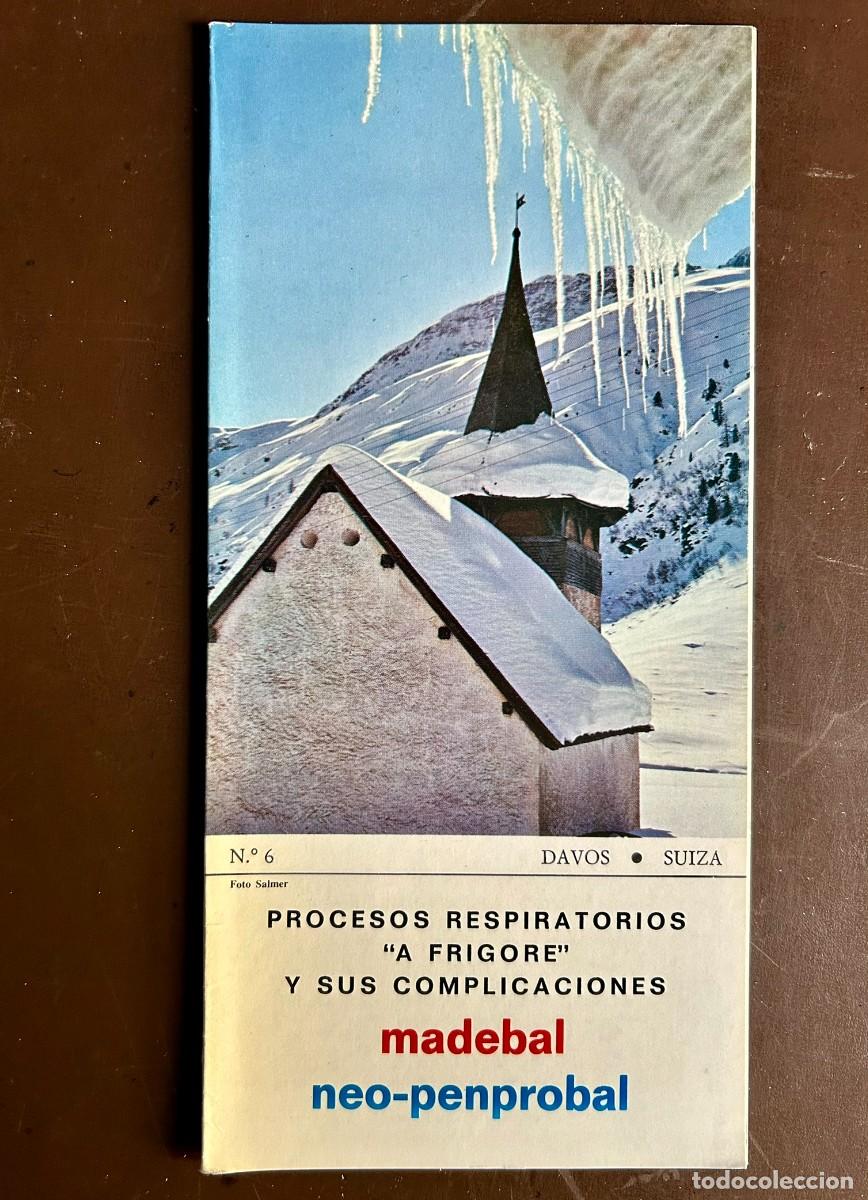 N.° 6 DAVOS ● SUIZA
Foto Salmer
PROCESOS RESPIRATORIOS
“A FRIGORE”
Y SUS COMPLICACIONES
madebal
neo-penprobal
todocoleccion